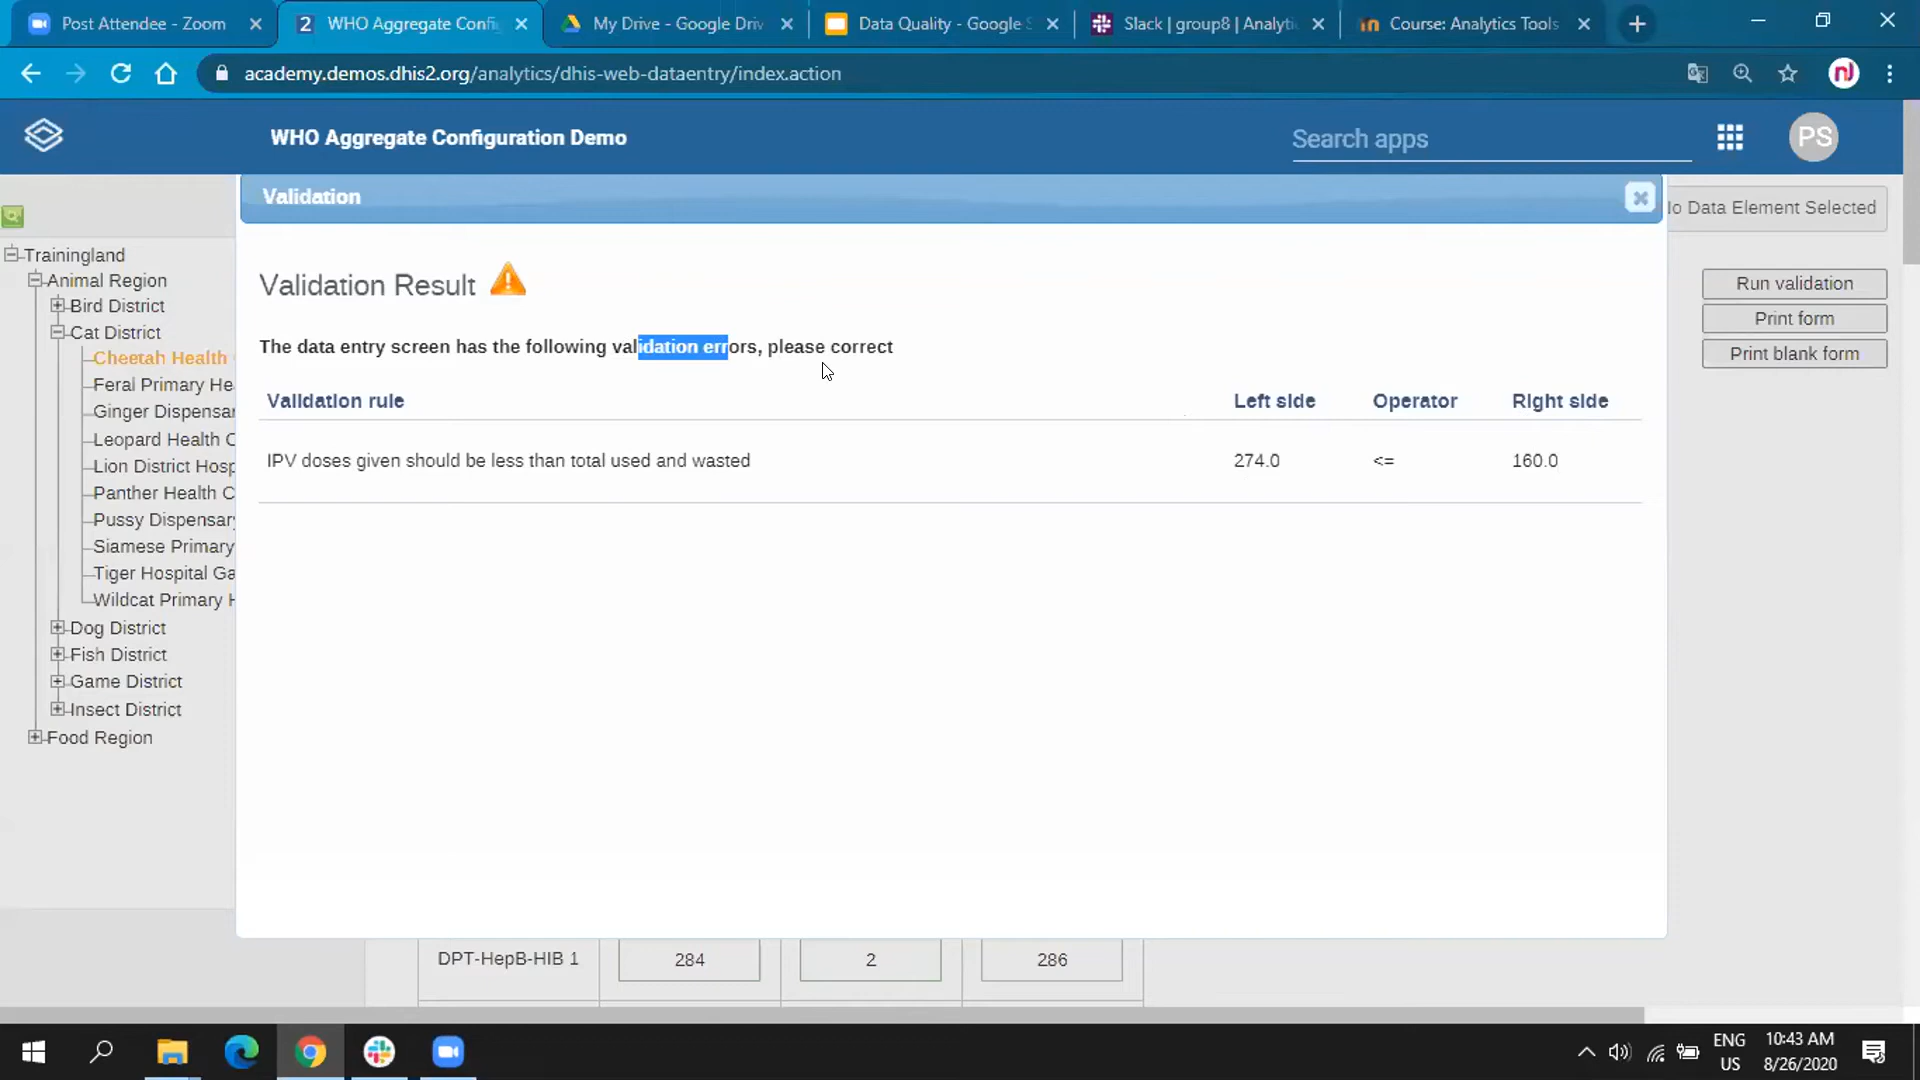 Post Attendee - Zoom
2 WHO Aggregate Confi
My Drive - Google Driv
Data Quality - Google S
Slack | group8 | Analyti
in Course: Analytics Tools
academy.demos.dhis2.org/analytics/dhis-web-dataentry/index.action
WHO Aggregate Configuration Demo
Search apps
PS
Validation
o Data Element Selected
Validation Result
Run validation
Print form
Print blank form
The data entry screen has the following validation errors, please correct
Validation rule Left side Operator Right side
IPV doses given should be less than total used and wasted 274.0 <= 160.0
Trainingland
Animal Region
Bird District
Cat District
Cheetah Health
Feral Primary He
Ginger Dispensar
Leopard Health C
Lion District Hosp
Panther Health C
Pussy Dispensary
Siamese Primary
Tiger Hospital Ga
Wildcat Primary H
Dog District
Fish District
Game District
Insect District
Food Region
DPT-HepB-HIB 1 284 2 286
ENG
US
10:43 AM
8/26/2020